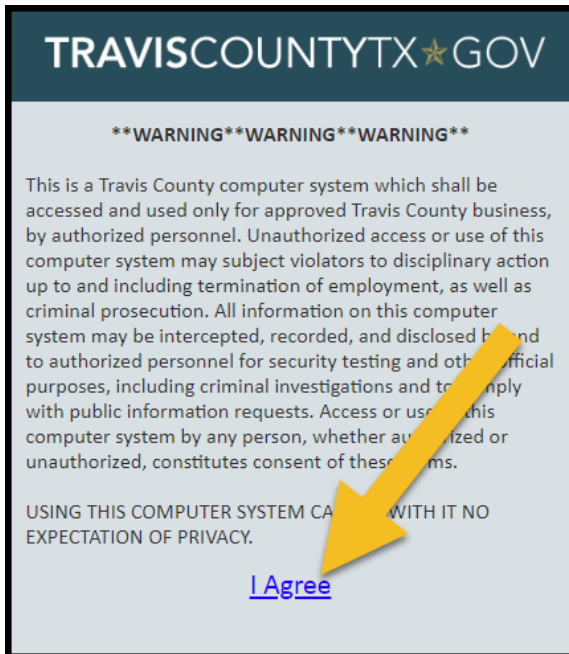 TRAVISCOUNTYTX GOV
**WARNING**WARNING**WARNING**
This is a Travis County computer system which shall be
accessed and used only for approved Travis County business,
by authorized personnel. Unauthorized access or use of this
computer system may subject violators to disciplinary action
up to and including termination of employment, as well as
criminal prosecution. All information on this computer
system may be intercepted, recorded, and disclosed
to authorized personnel for security testing and
purposes, including criminal investigations and to
with public information requests. Access or use
computer system by any person, whether or
unauthorized, constitutes consent of
USING THIS COMPUTER SYSTEM WITH IT NO
EXPECTATION OF PRIVACY.
I Agree